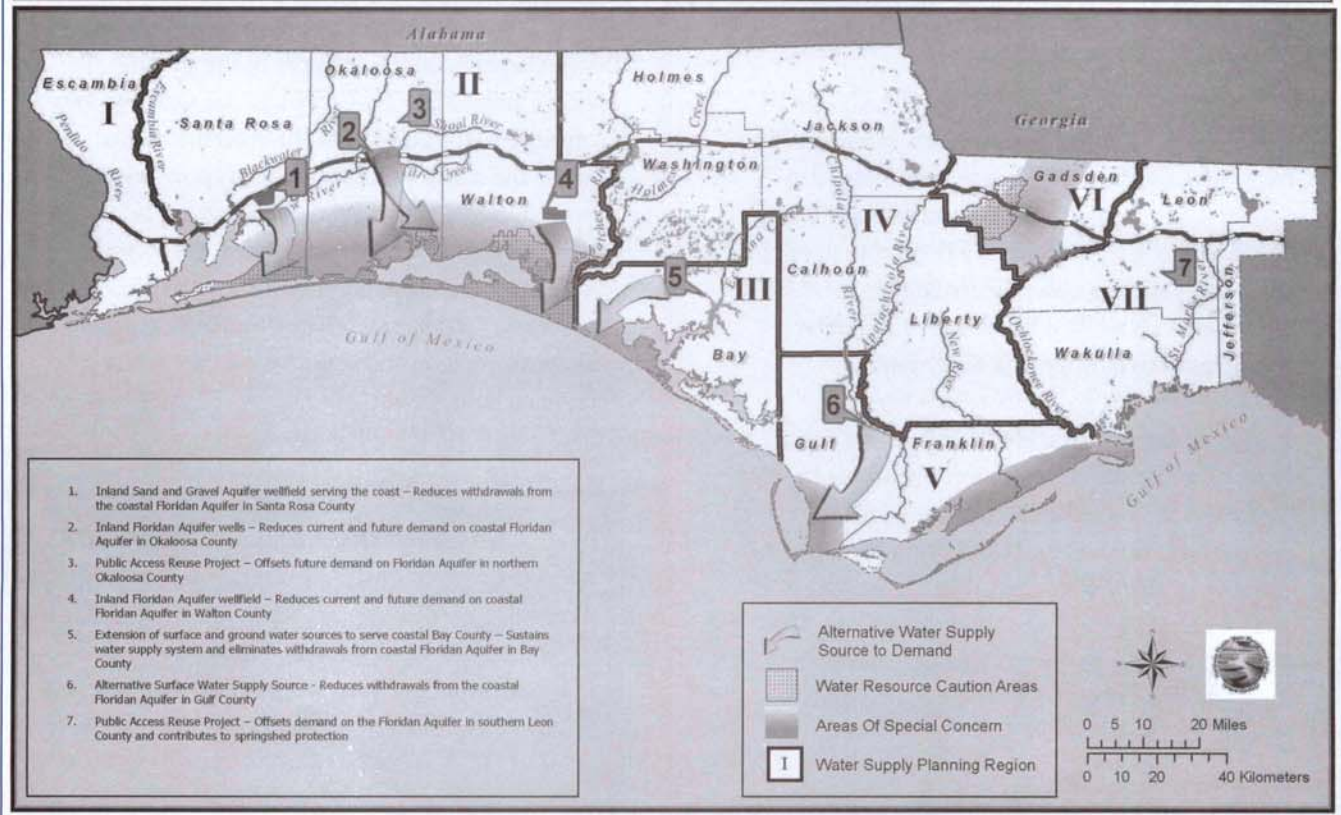 Alabama
Escambia
I
Escambia River
Perdido
River
Santa Rosa
Okaloosa
II
3
2
River
Shoal River
Blackwater
1
River
Creek
Walton
4
Holmes
Creek
Jackson
Washington
Holmes
River
Georgia
Gadsden
VI
Leon
Chipola
River
IV
III
Calhoun
Apalachicola River
Liberty
New River
Ochlockonee River
VII
7
St. Marks River
Jefferson
Wakulla
5
Bay
6
Gulf
Franklin
V
Gulf of Mexico
Gulf of Mexico
1. Inland Sand and Gravel Aquifer wellfield serving the coast – Reduces withdrawals from
the coastal Floridan Aquifer in Santa Rosa County
2. Inland Floridan Aquifer wells – Reduces current and future demand on coastal Floridan
Aquifer in Okaloosa County
3. Public Access Reuse Project – Offsets future demand on Floridan Aquifer in northern
Okaloosa County
4. Inland Floridan Aquifer wellfield – Reduces current and future demand on coastal
Floridan Aquifer in Walton County
5. Extension of surface and ground water sources to serve coastal Bay County – Sustains
water supply system and eliminates withdrawals from coastal Floridan Aquifer in Bay
County
6. Alternative Surface Water Supply Source - Reduces withdrawals from the coastal
Floridan Aquifer in Gulf County
7. Public Access Reuse Project – Offsets demand on the Floridan Aquifer in southern Leon
County and contributes to springshed protection
Alternative Water Supply
Source to Demand
Water Resource Caution Areas
Areas Of Special Concern
I Water Supply Planning Region
0 5 10 20 Miles
0 10 20 40 Kilometers